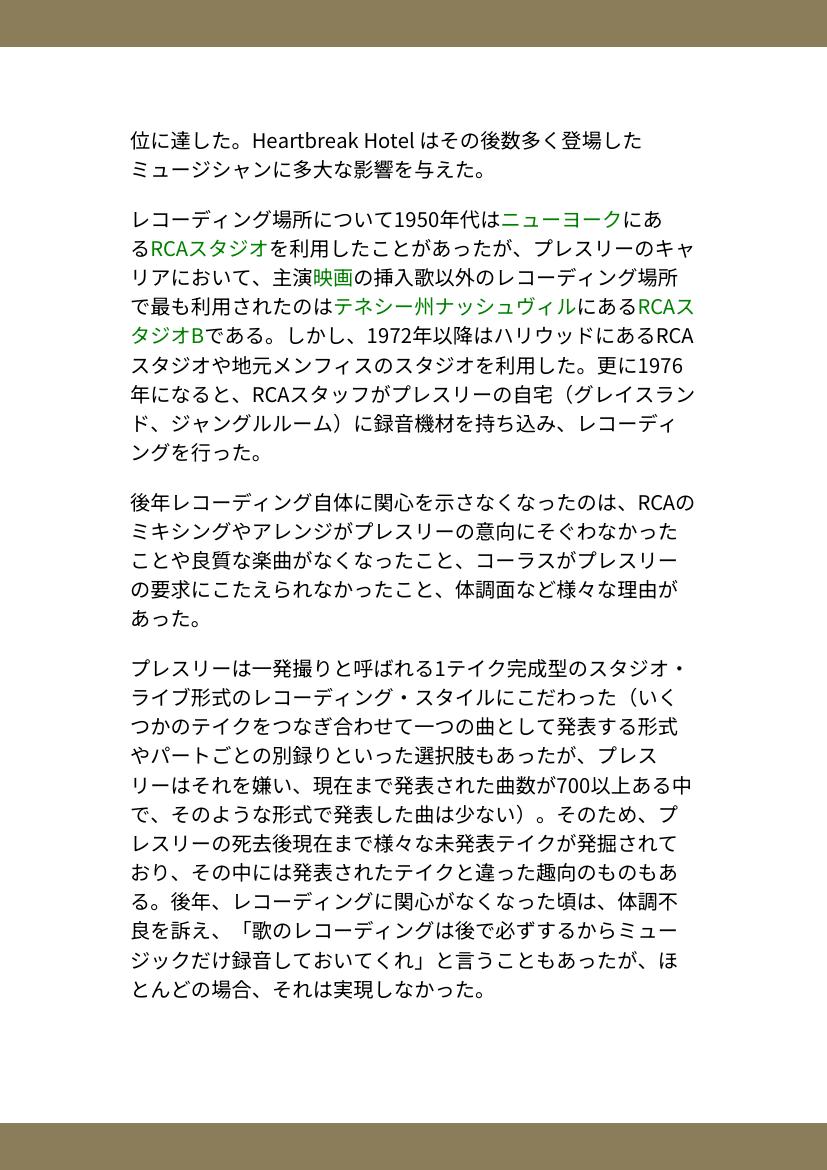 位に達した。Heartbreak Hotel はその後数多く登場した
ミュージシャンに多大な影響を与えた。
レコーディング場所について1950年代はニューヨークにあ
るRCAスタジオを利用したことがあったが、プレスリーのキャ
リアにおいて、主演映画の挿入歌以外のレコーディング場所
で最も利用されたのはテネシー州ナッシュヴィルにあるRCAス
タジオBである。しかし、1972年以降はハリウッドにあるRCA
スタジオや地元メンフィスのスタジオを利用した。更に1976
年になると、RCAスタッフがプレスリーの自宅（グレイスラン
ド、ジャングルルーム）に録音機材を持ち込み、レコーディ
ングを行った。
後年レコーディング自体に関心を示さなくなったのは、RCAの
ミキシングやアレンジがプレスリーの意向にそぐわなかった
ことや良質な楽曲がなくなったこと、コーラスがプレスリー
の要求にこたえられなかったこと、体調面など様々な理由が
あった。
プレスリーは一発撮りと呼ばれる1テイク完成型のスタジオ・
ライブ形式のレコーディング・スタイルにこだわった（いく
つかのテイクをつなぎ合わせて一つの曲として発表する形式
やパートごとの別録りといった選択肢もあったが、プレス
リーはそれを嫌い、現在まで発表された曲数が700以上ある中
で、そのような形式で発表した曲は少ない）。そのため、プ
レスリーの死去後現在まで様々な未発表テイクが発掘されて
おり、その中には発表されたテイクと違った趣向のものもあ
る。後年、レコーディングに関心がなくなった頃は、体調不
良を訴え、「歌のレコーディングは後で必ずするからミュー
ジックだけ録音しておいてくれ」と言うこともあったが、ほ
とんどの場合、それは実現しなかった。